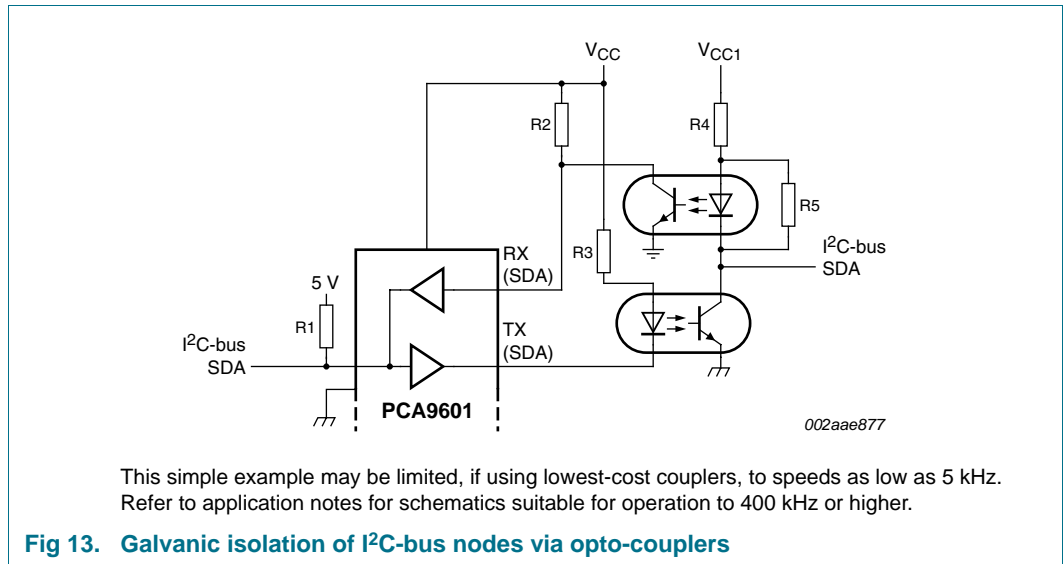 VCC
VCC1
R2
R4
R5
R3
RX
(SDA)
I2C-bus
SDA
5 V
R1
TX
(SDA)
I2C-bus
SDA
PCA9601
002aae877
This simple example may be limited, if using lowest-cost couplers, to speeds as low as 5 kHz.
Refer to application notes for schematics suitable for operation to 400 kHz or higher.
Fig 13. Galvanic isolation of I2C-bus nodes via opto-couplers